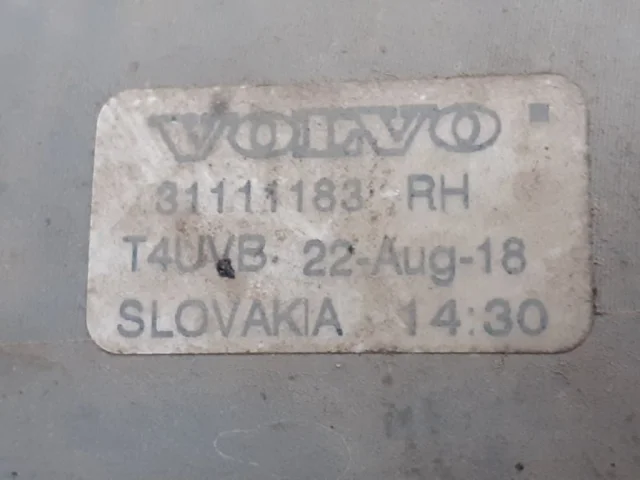 VOLVO
31111183 RH
T4UVB 22-Aug-18
SLOVAKIA 14:30